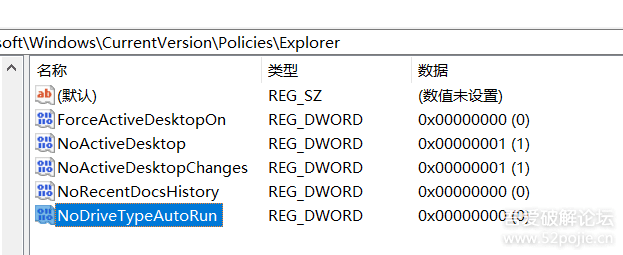 soft\Windows\CurrentVersion\Policies\Explorer
名称 类型 数据
(默认) REG_SZ (数值未设置)
ForceActiveDesktopOn REG_DWORD 0x00000000 (0)
NoActiveDesktop REG_DWORD 0x00000001 (1)
NoActiveDesktopChanges REG_DWORD 0x00000001 (1)
NoRecentDocsHistory REG_DWORD 0x00000000 (0)
NoDriveTypeAutoRun REG_DWORD 0x00000000 (0)
吾爱破解论坛
www.52pojie.cn